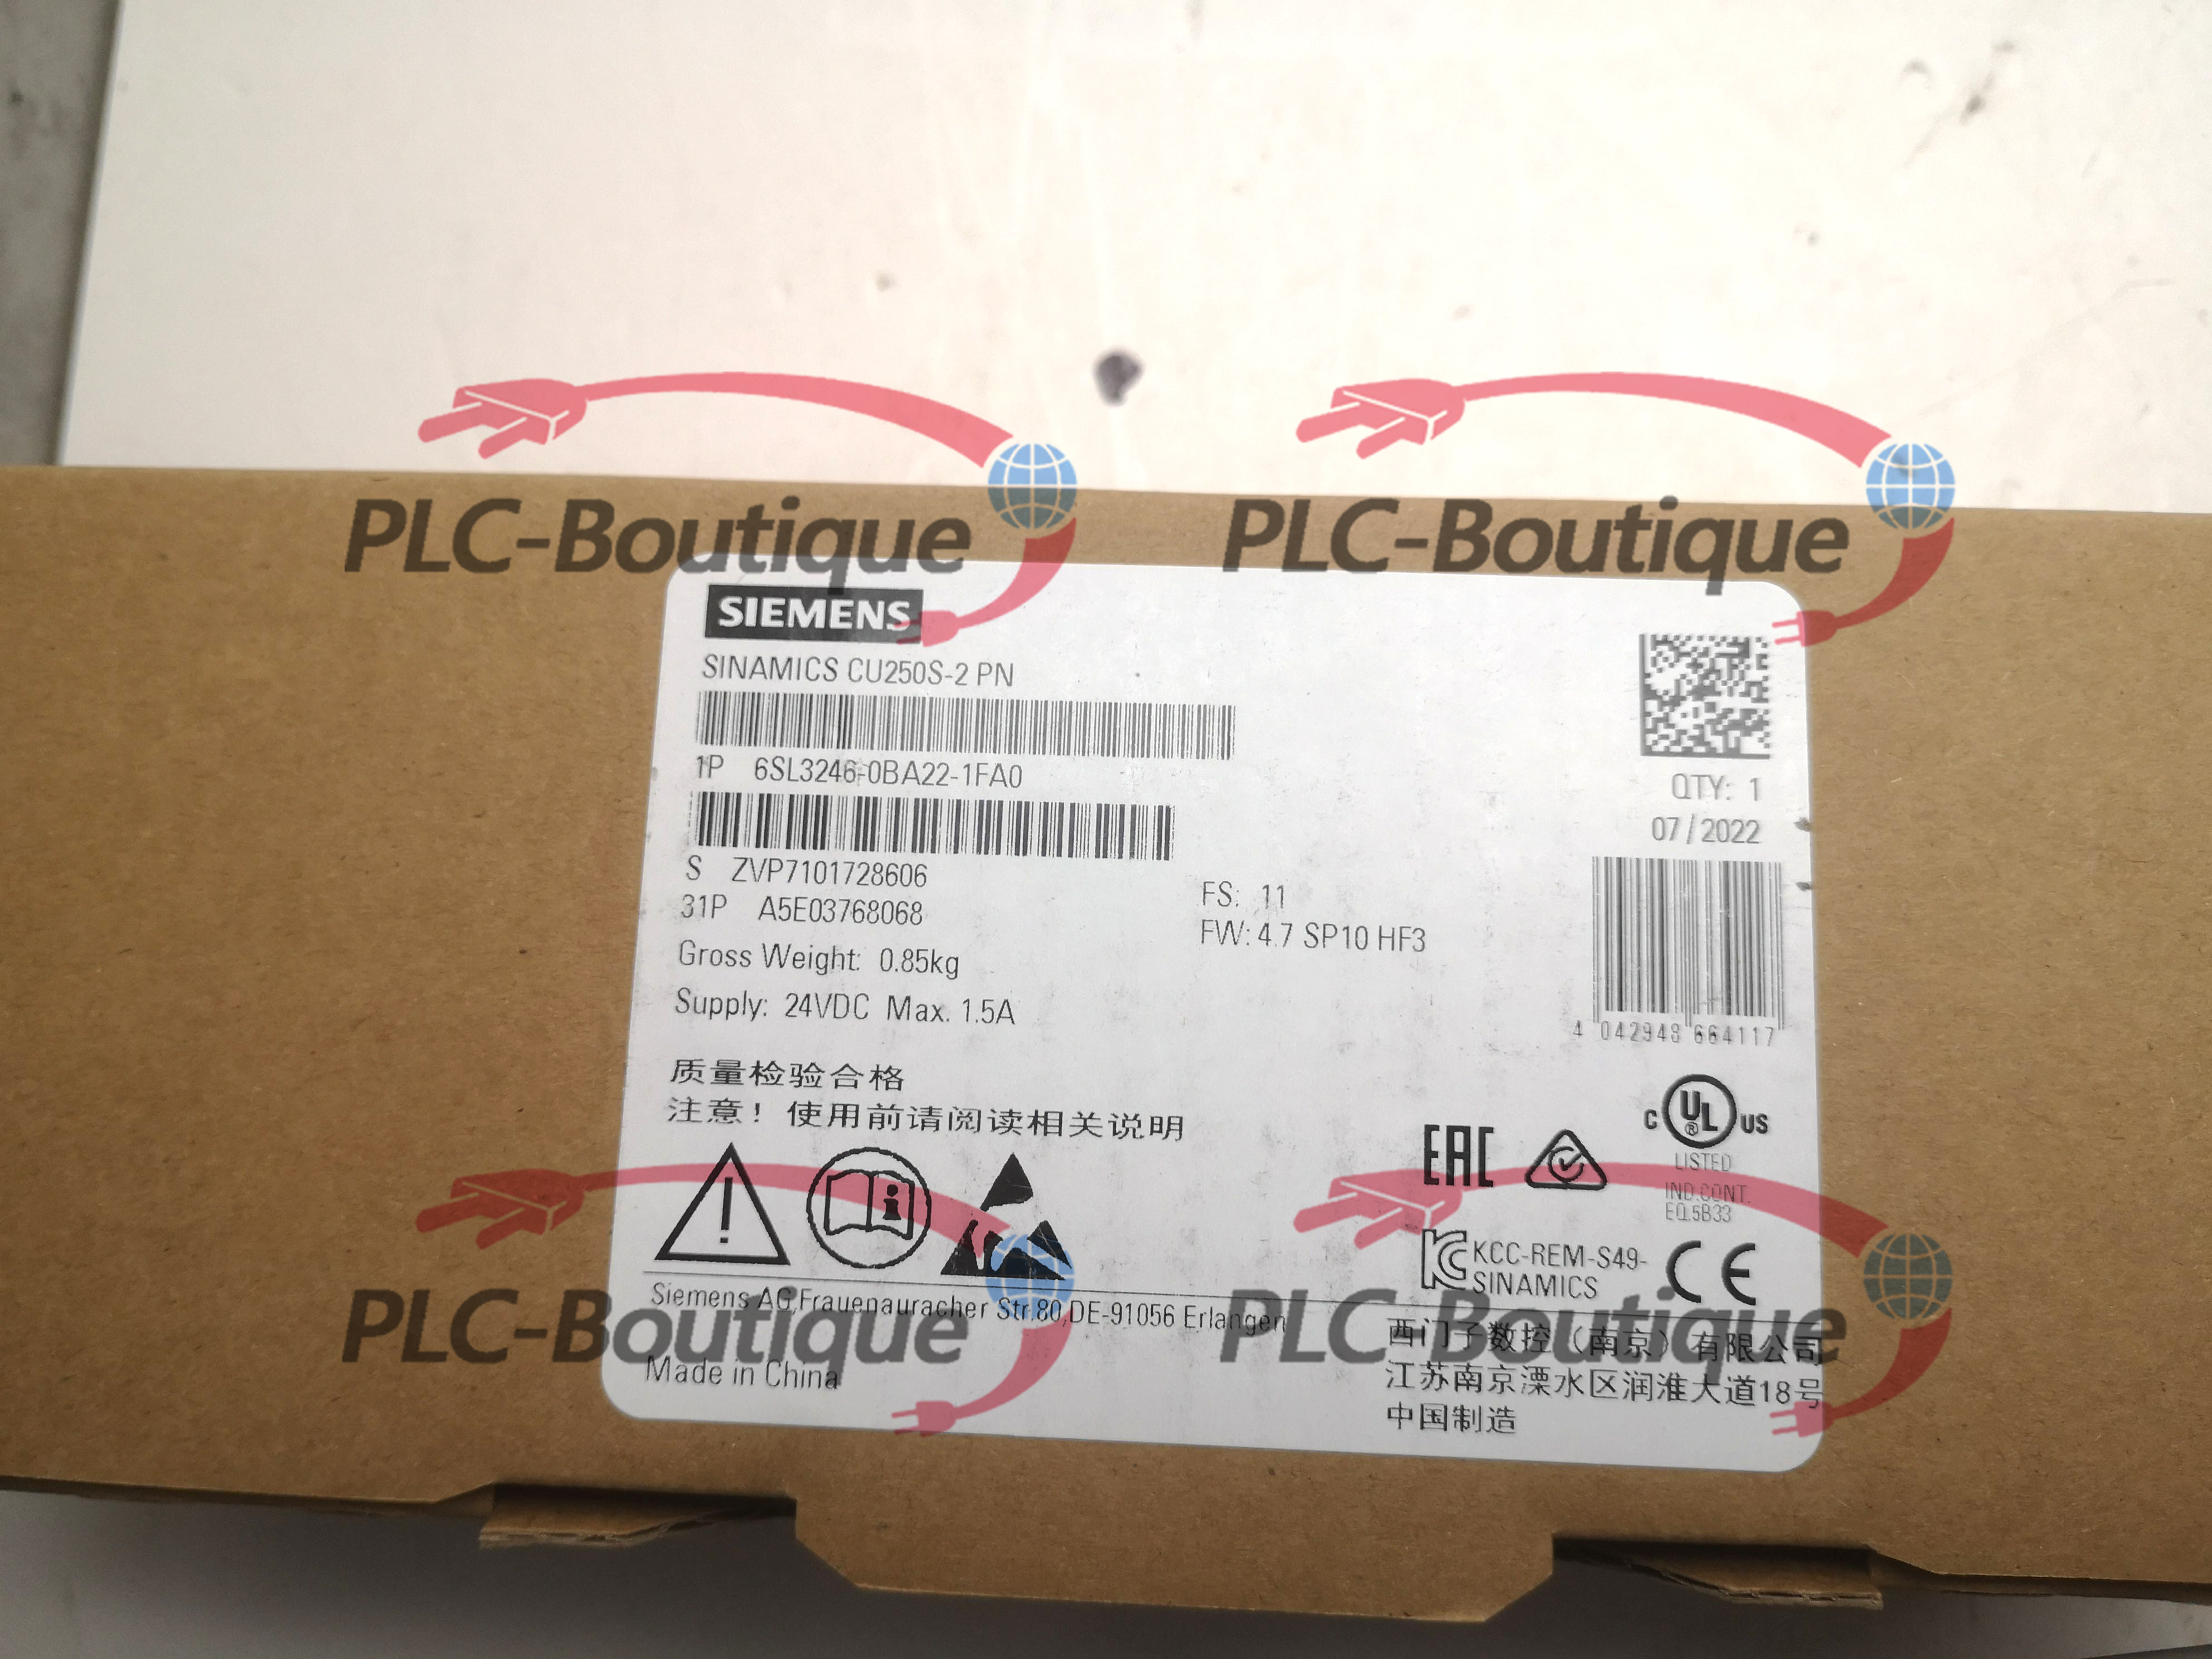 PLC-Boutique
PLC-Boutique
SIEMENS
SINAMICS CU250S-2 PN
1P 6SL3246-0BA22-1FA0
QTY: 1
07/2022
S ZVP7101728606
31P A5E03768068
FS: 11
FW: 4.7 SP10 HF3
Gross Weight: 0.85kg
Supply: 24VDC Max. 1.5A
4 042948 664117
质量检验合格
注意！使用前请阅读相关说明
C UL ® US
LISTED
IND.CONT.
EQ.5B33
EAC
KCC-REM-S49-
SINAMICS
CE
PLC-Boutique
PLC-Boutique
Siemens AG,Frauenauracher Str.80,DE-91056 Erlangen
Made in China
西门子数控（南京）有限公司
江苏南京溧水区润淮大道18号
中国制造